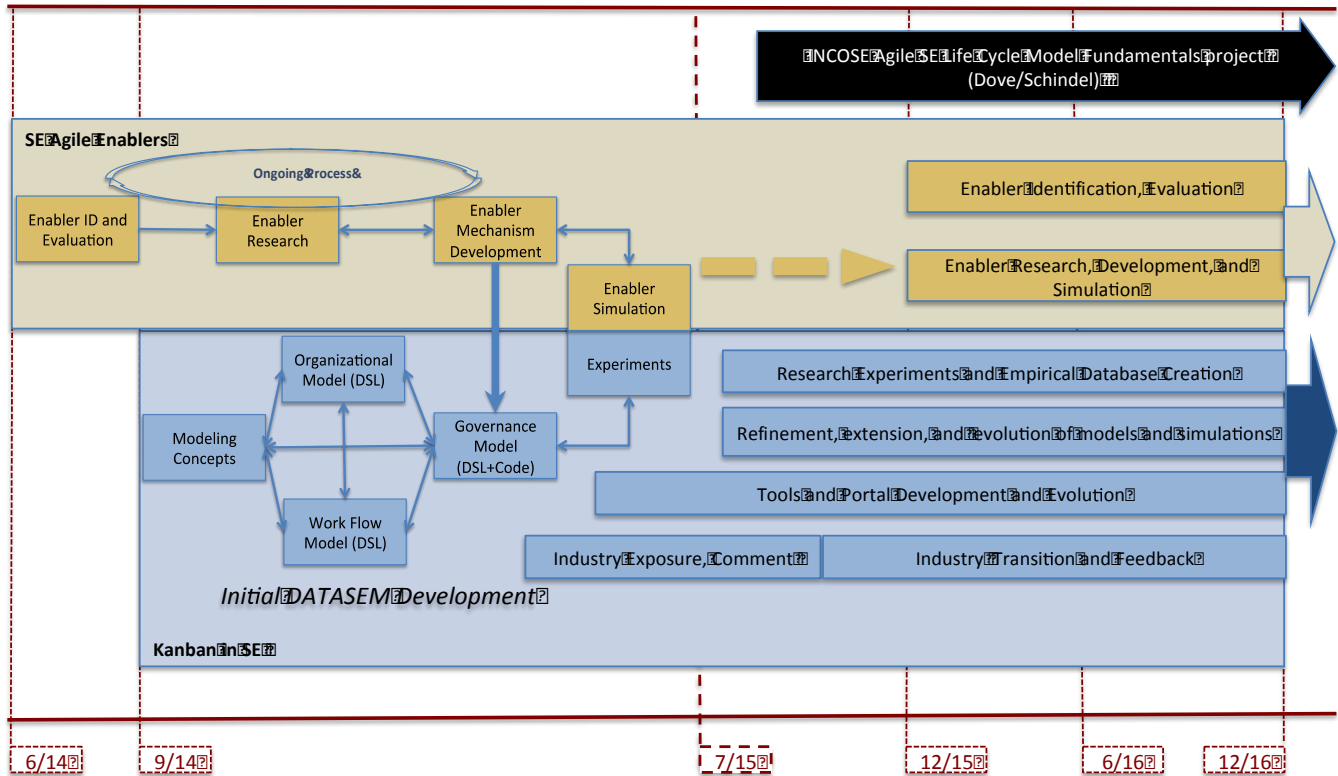 INCOSE Agile SE Life Cycle Model Fundamentals project
(Dove/Schindel)
SE Agile Enablers
Ongoing&Process&
Enabler ID and
Evaluation
Enabler
Research
Enabler
Mechanism
Development
Enabler
Simulation
Enabler Identification, Evaluation
Enabler Research, Development, and
Simulation
Organizational
Model (DSL)
Experiments
Modeling
Concepts
Governance
Model
(DSL+Code)
Work Flow
Model (DSL)
Research Experiments and Empirical Database Creation
Refinement, extension, and revolution of models and simulations
Tools and Portal Development and Evolution
Industry Exposure, Comment
Industry Transition and Feedback
Initial DATASEM Development
Kanban in SE
6/14
9/14
7/15
12/15
6/16
12/16